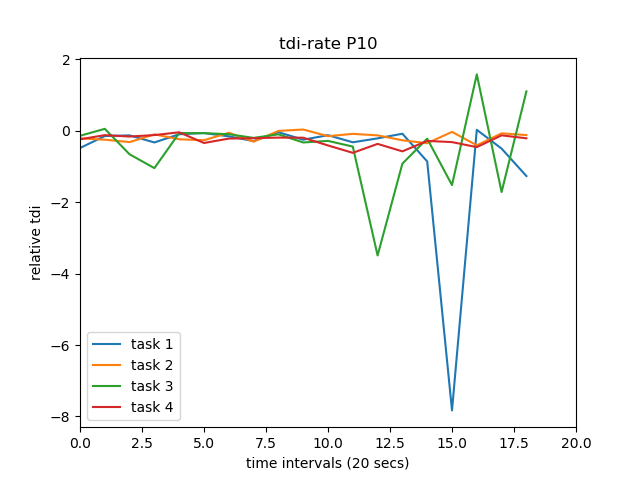 tdi-rate P10
relative tdi
2
0
−2
−4
−6
−8
task 1
task 2
task 3
task 4
0.0 2.5 5.0 7.5 10.0 12.5 15.0 17.5 20.0
time intervals (20 secs)